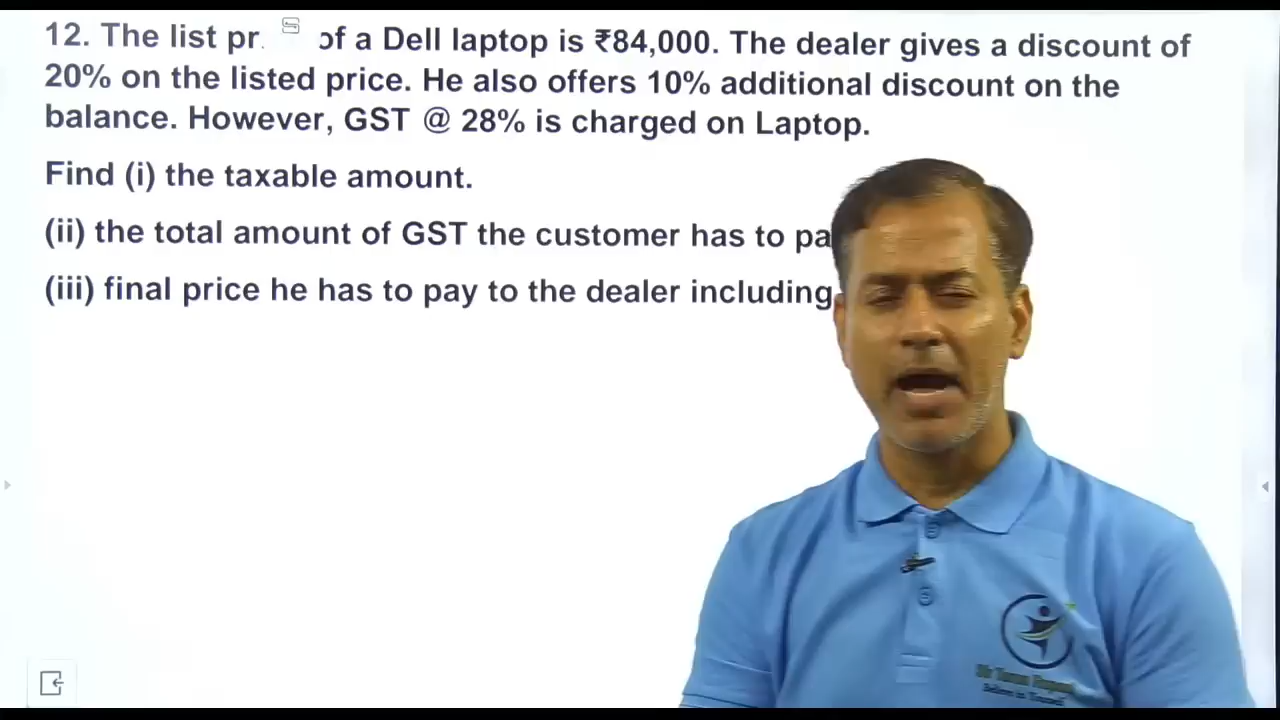 12. The list pr of a Dell laptop is ₹84,000. The dealer gives a discount of
20% on the listed price. He also offers 10% additional discount on the
balance. However, GST @ 28% is charged on Laptop.
Find (i) the taxable amount.
(ii) the total amount of GST the customer has to pa
(iii) final price he has to pay to the dealer including